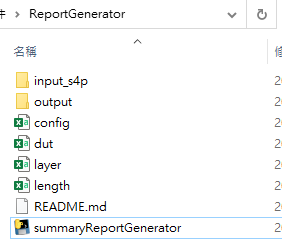 ReportGenerator
名稱
input_s4p
output
config
dut
layer
length
README.md
summaryReportGenerator